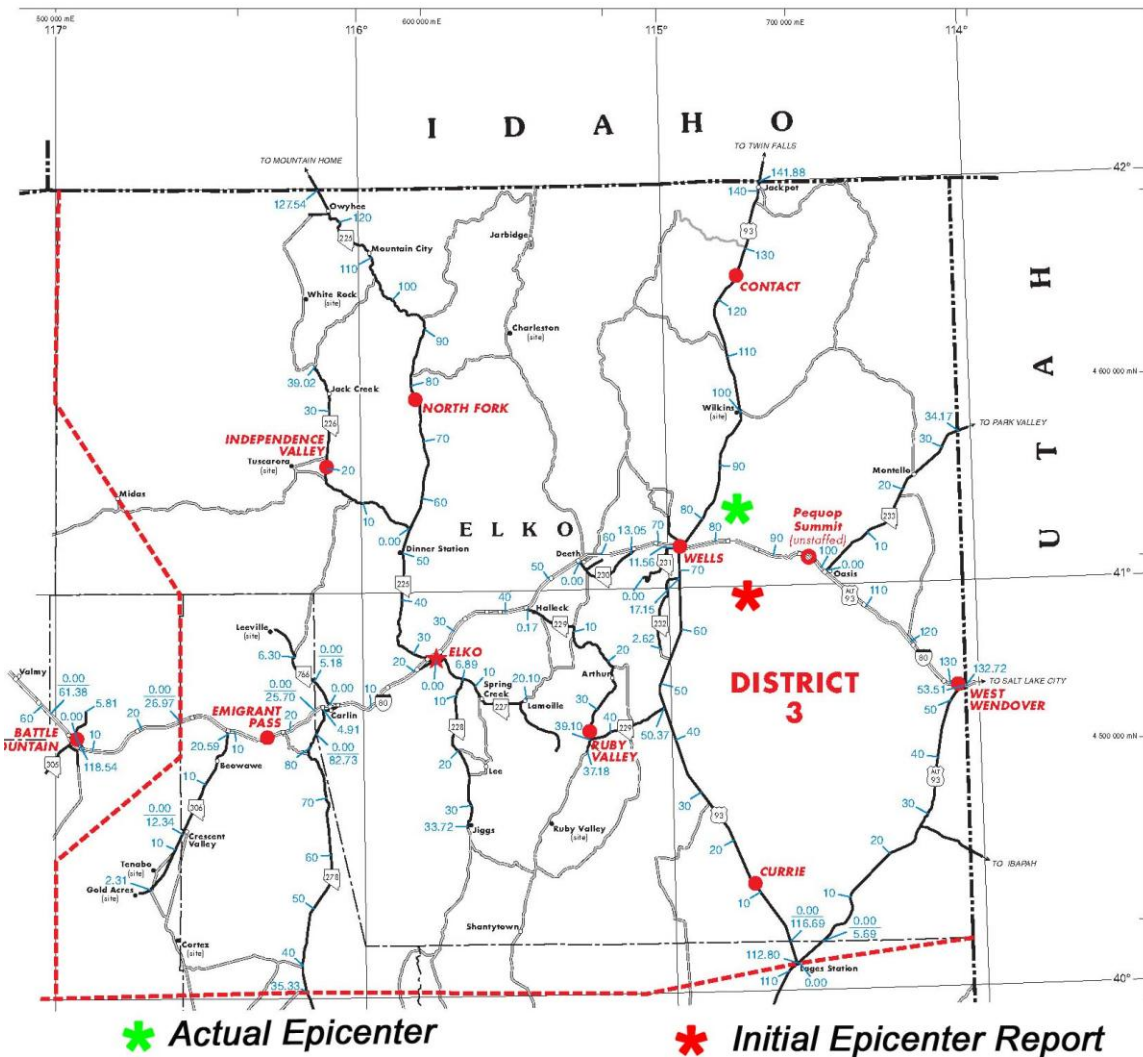 500 000 mE
600 000 mE
700 000 mE
117°
116°
115°
114°
IDAHO
TO MOUNTAIN HOME
TO TWIN FALLS
42°
127.54
Owyhee
120
225
Mountain City
110
100
White Rock
(site)
Jarbidge
141.88
140
Jackpot
93
130
CONTACT
120
110
Charleston
(site)
90
80
39.02
Jack Creek
30
226
NORTH FORK
70
INDEPENDENCE
VALLEY
Tuscarora
(site)
20
60
Midas
10
0.00
Dinner Station
50
225
40
30
UTAH
4 600 000 mE
100
Wilkins
(site)
90
80
34.17
TO PARK VALLEY
30
Montello
20
233
10
0.00
Oasis
Pequop
Summit
(unstaffed)
100
90
80
WELLS
ELKO
Deeth
60
13.05
70
11.56
231
0.00
230
0.00
17.15
70
232
2.62
60
50
50.37
40
41°
ALT
93
110
120
80
130
132.72
TO SALT LAKE CITY
53.51
WEST
WENDOVER
50
40
ALT
93
30
20
TO IBAPAH
10
50
40
Halleck
0.17
229
10
30
ELKO
20
0.00
6.89
10
Spring
Creek
227
20.10
Lamoille
Arthur
20
30
39.10
229
RUBY
VALLEY
37.18
10
228
20
Lee
30
33.72
Jiggs
Ruby Valley
(site)
Shantytown
DISTRICT
3
4 500 000 mN
30
93
20
CURRIE
10
0.00
116.69
0.00
5.69
112.80
110
Lages Station
0.00
40°
Leeville
(site)
6.30
766
0.00
5.18
0.00
25.70
0.00
Carlin
10
80
4.91
0.00
82.73
EMIGRANT
PASS
20
80
70
60
278
50
40
35.33
Valmy
0.00
61.38
5.81
60
0.00
10
BATTLE
OUNTAIN
305
118.54
20
0.00
26.97
10
20.59
Beewawe
10
306
0.00
12.34
Crescent
Valley
10
Tenabo
(site)
2.31
Gold Acres
(site)
Cortez
(site)
* Actual Epicenter
* Initial Epicenter Report